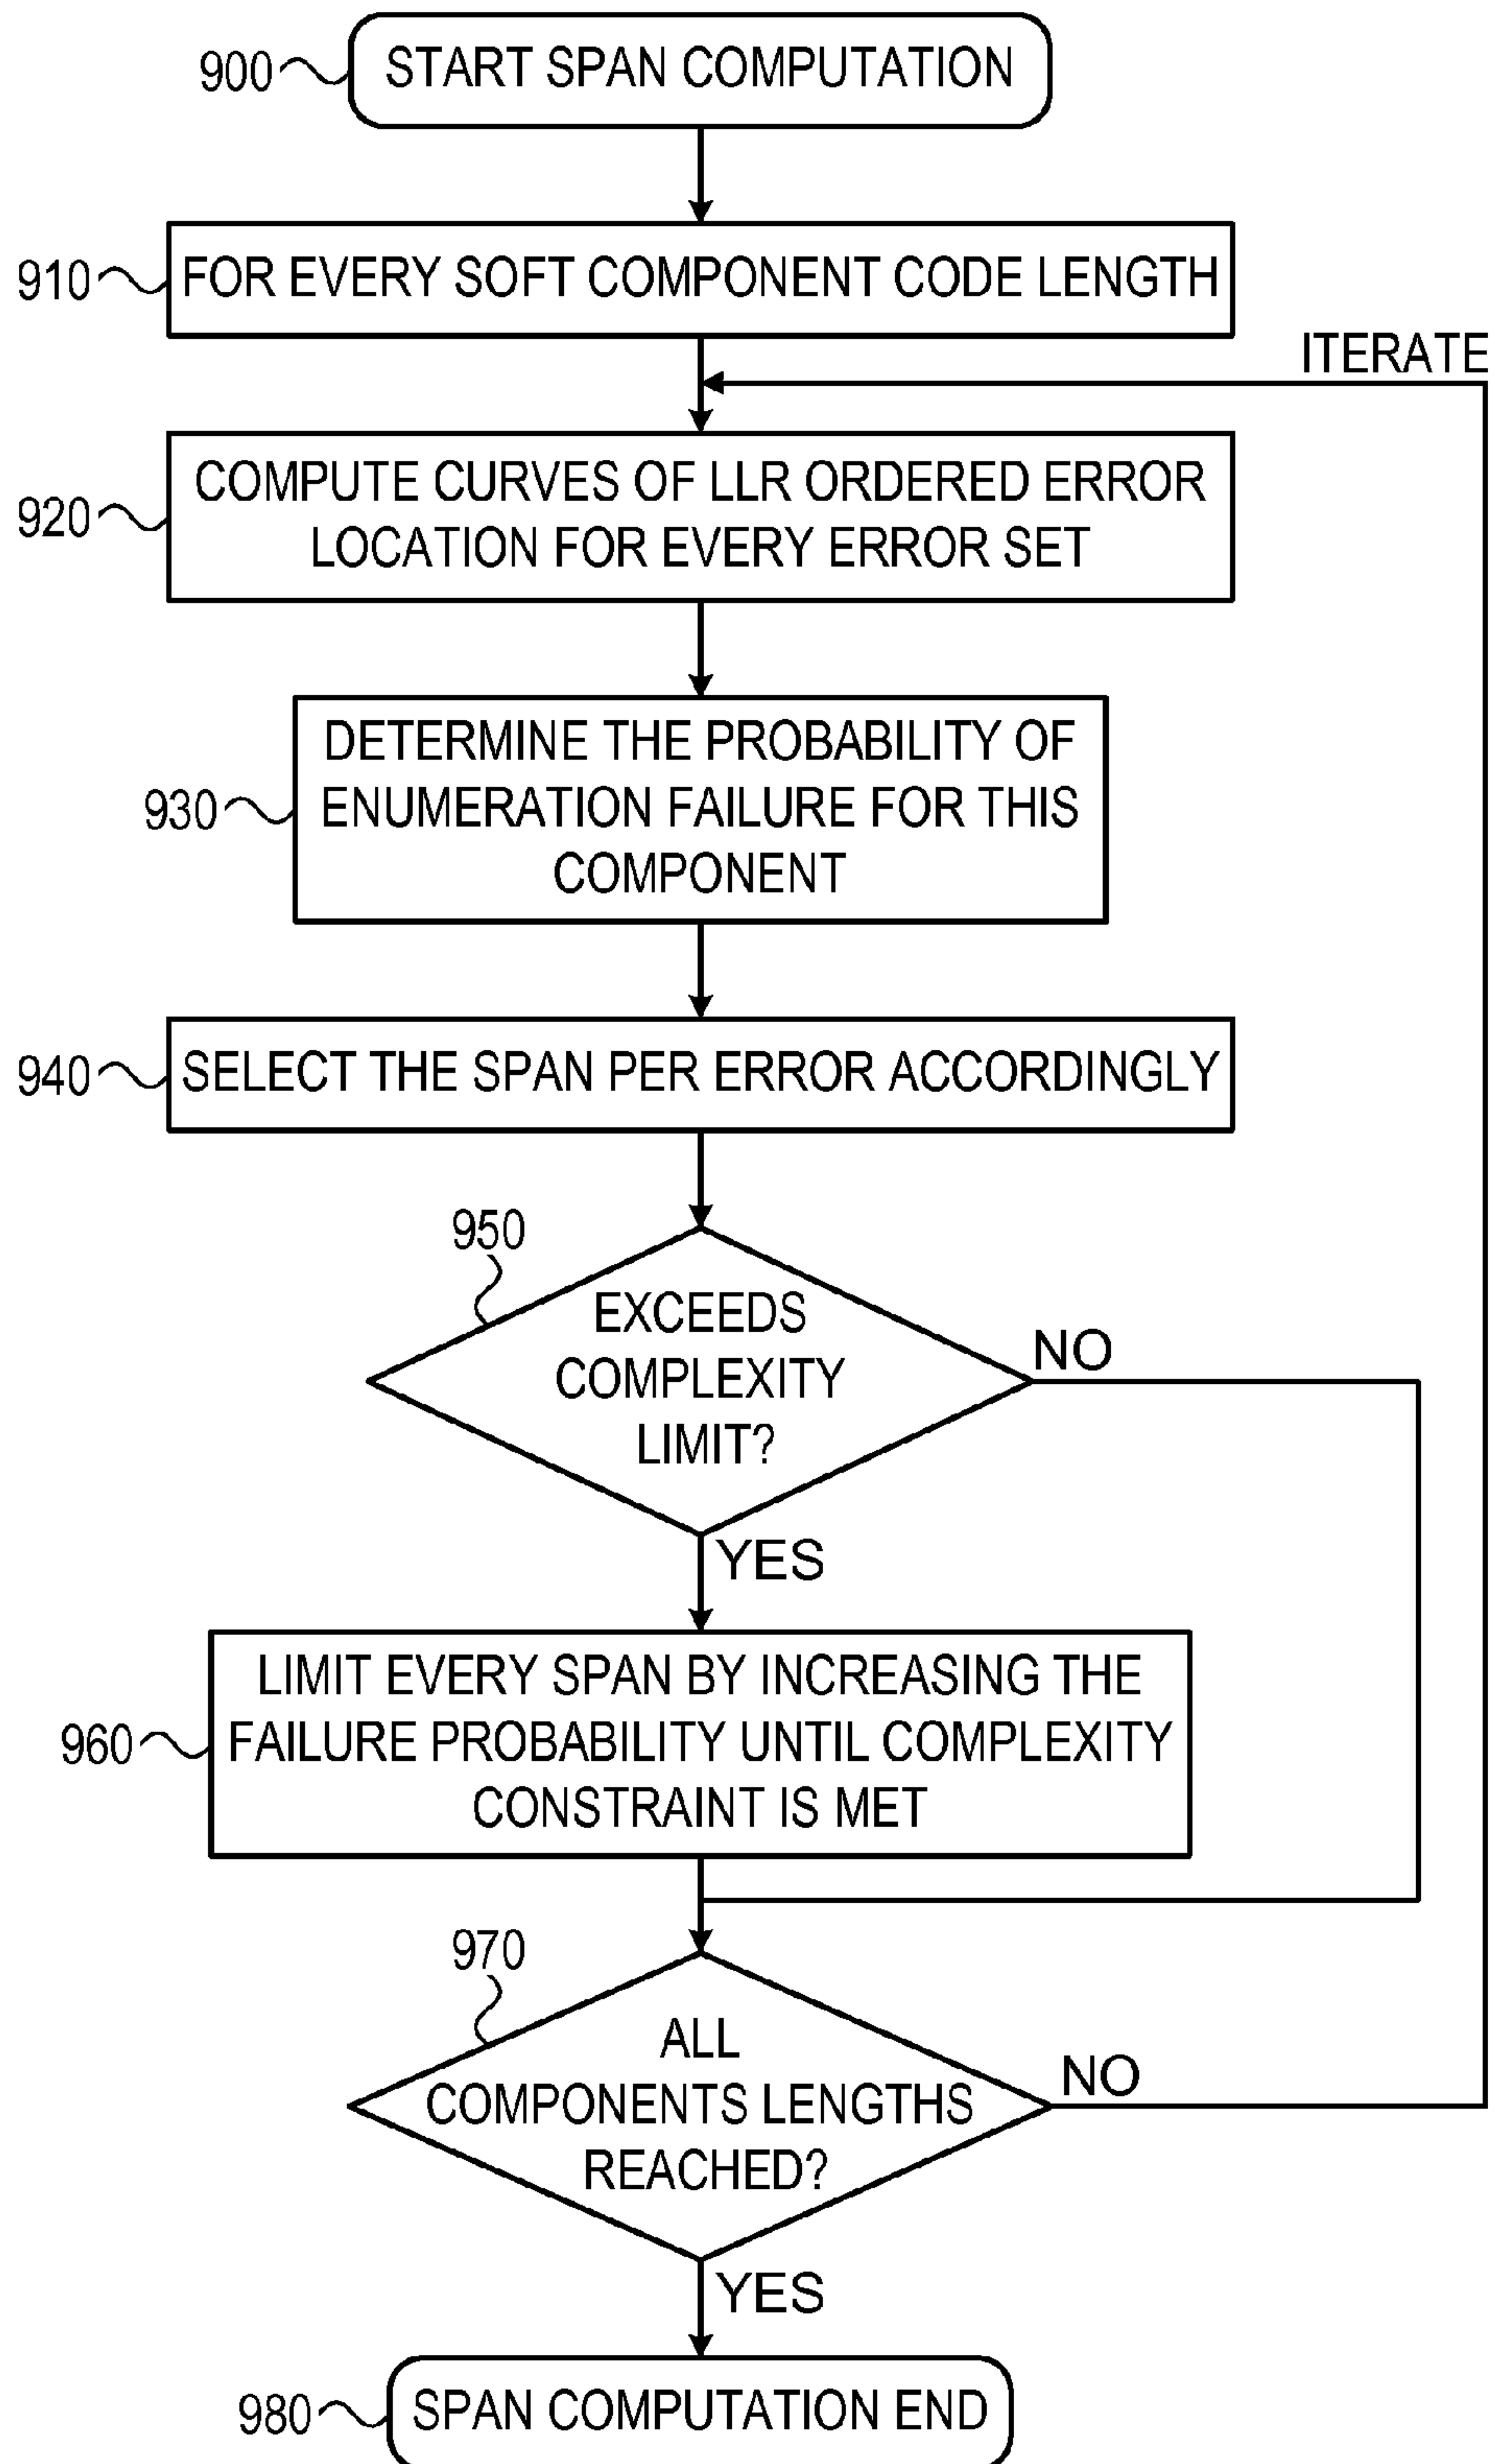 900
START SPAN COMPUTATION
910
FOR EVERY SOFT COMPONENT CODE LENGTH
ITERATE
920
COMPUTE CURVES OF LLR ORDERED ERROR
LOCATION FOR EVERY ERROR SET
930
DETERMINE THE PROBABILITY OF
ENUMERATION FAILURE FOR THIS
COMPONENT
940
SELECT THE SPAN PER ERROR ACCORDINGLY
950
EXCEEDS
COMPLEXITY
LIMIT?
NO
YES
960
LIMIT EVERY SPAN BY INCREASING THE
FAILURE PROBABILITY UNTIL COMPLEXITY
CONSTRAINT IS MET
970
ALL
COMPONENTS LENGTHS
REACHED?
NO
YES
980
SPAN COMPUTATION END